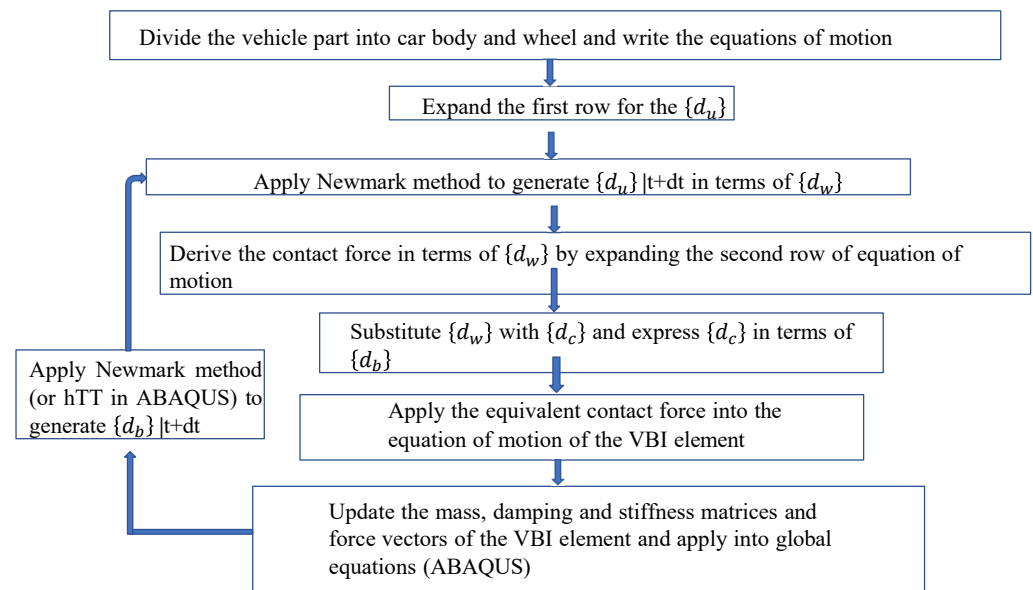 Divide the vehicle part into car body and wheel and write the equations of motion
Expand the first row for the {d_u}
Apply Newmark method to generate {d_u}|t+dt in terms of {d_w}
Derive the contact force in terms of {d_w} by expanding the second row of equation of
motion
Substitute {d_w} with {d_c} and express {d_c} in terms of
{d_b}
Apply the equivalent contact force into the
equation of motion of the VBI element
Update the mass, damping and stiffness matrices and
force vectors of the VBI element and apply into global
equations (ABAQUS)
Apply Newmark method
(or hTT in ABAQUS) to
generate {d_b}|t+dt